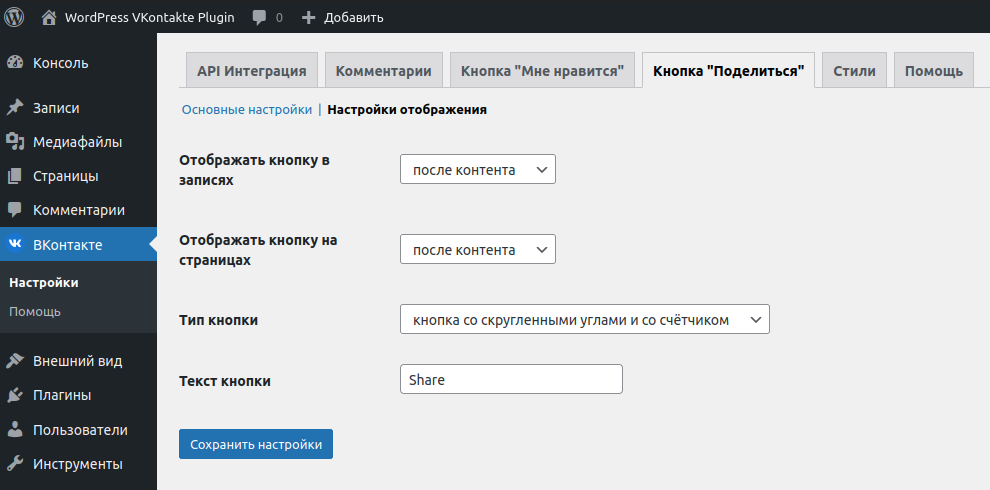 WordPress VKontakte Plugin 0 Добавить
Консоль
Записи
Медиафайлы
Страницы
Комментарии
ВКонтакте
Настройки
Помощь
Внешний вид
Плагины
Пользователи
Инструменты
API Интеграция Комментарии Кнопка "Мне нравится" Кнопка "Поделиться" Стили Помощь
Основные настройки | Настройки отображения
Отображать кнопку в
записях
после контента
Отображать кнопку на
страницах
после контента
Тип кнопки
кнопка со скругленными углами и со счётчиком
Текст кнопки
Share
Сохранить настройки